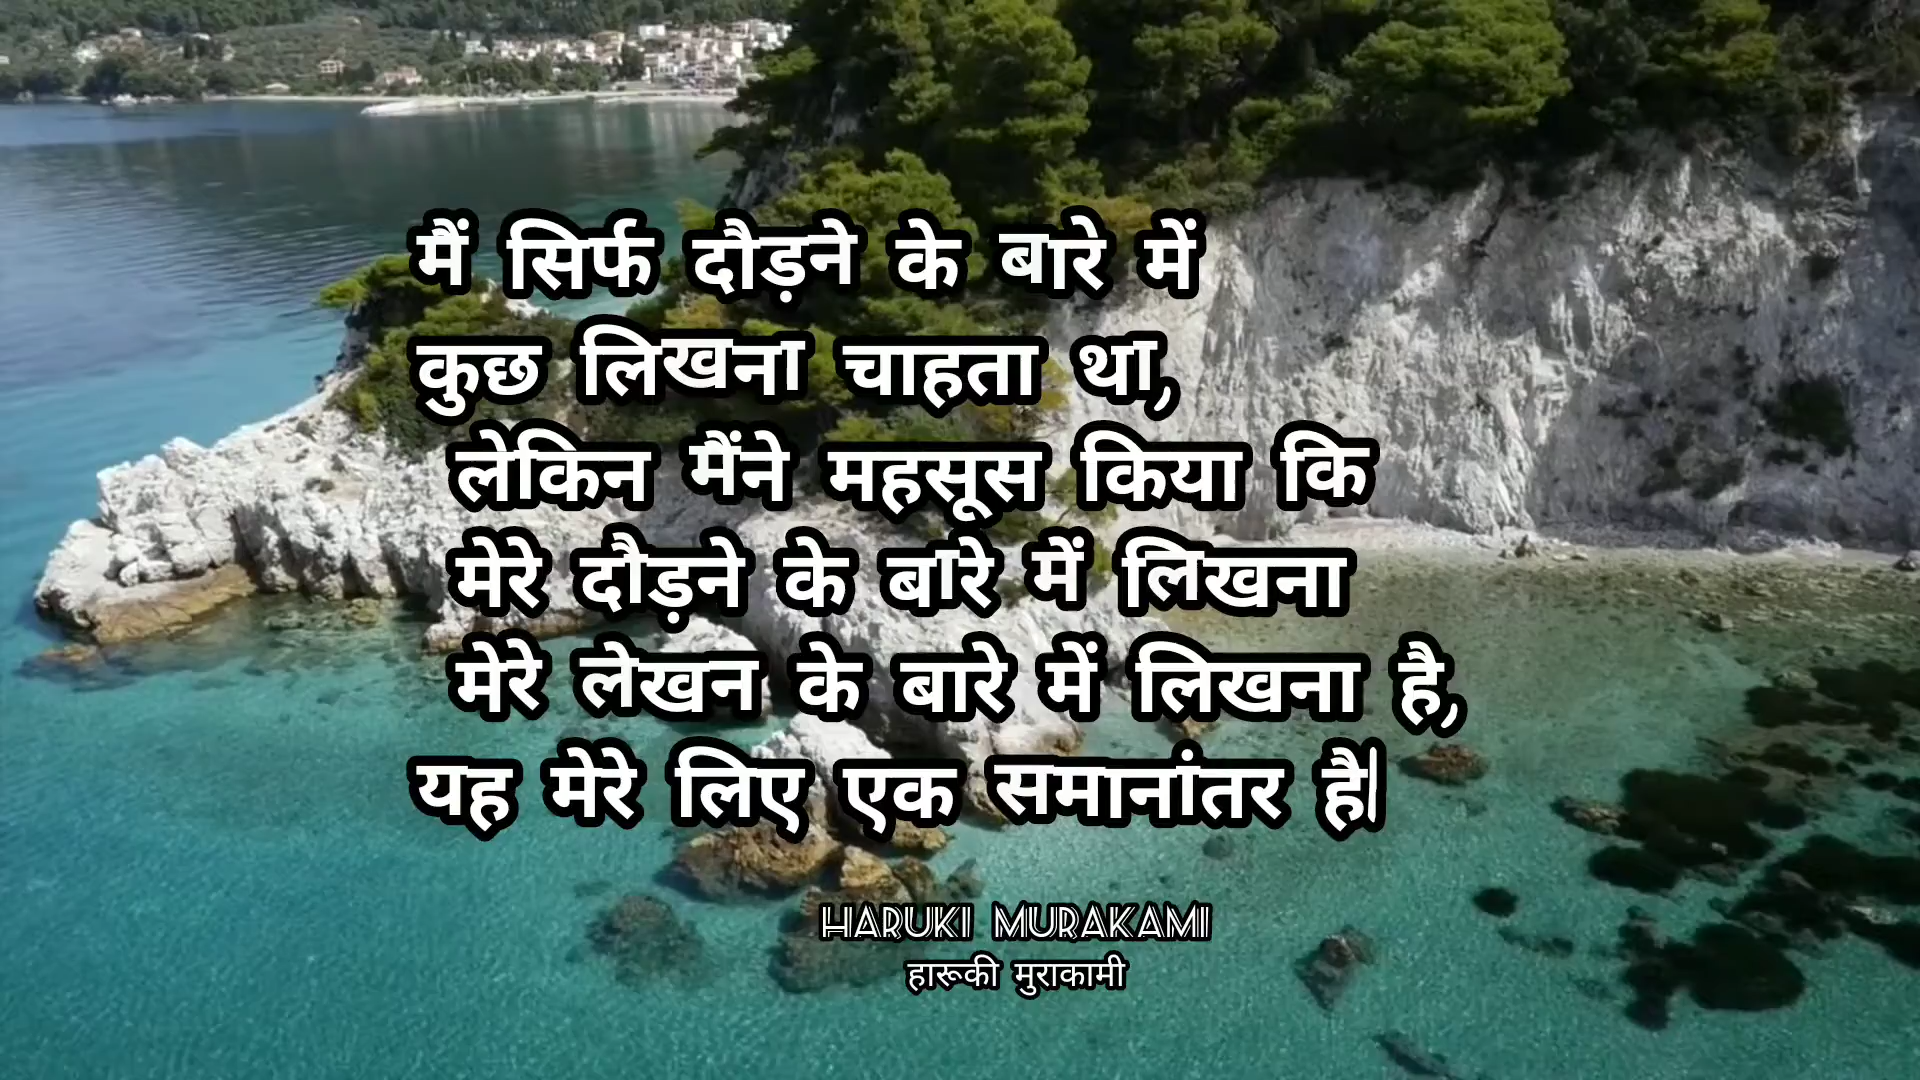 मैं सिर्फ दौड़ने के बारे में
कुछ लिखना चाहता था,
लेकिन मैंने महसूस किया कि
मेरे दौड़ने के बारे में लिखना
मेरे लेखन के बारे में लिखना है,
यह मेरे लिए एक समानांतर है|
HARUKI MURAKAMI
हारूकी मुराकामी